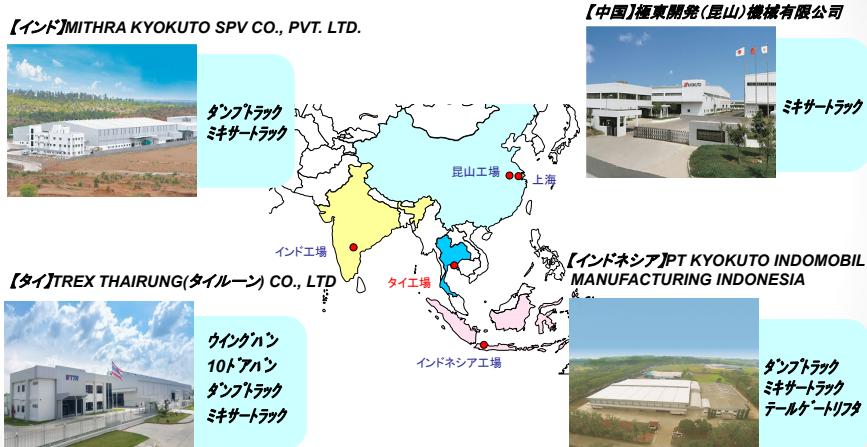 【インド】MITHRA KYOKUTO SPV CO., PVT. LTD.
ダンプトラック
ミキサートラック
【中国】極東開発(昆山)機械有限公司
KYOKUTO
ミキサートラック
昆山工場
上海
インド工場
タイ工場
インドネシア工場
【タイ】TREX THAIRUNG(タイルーン) CO., LTD
TTR
ウイングバン
10ドアバン
ダンプトラック
ミキサートラック
【インドネシア】PT KYOKUTO INDOMOBIL
MANUFACTURING INDONESIA
ダンプトラック
ミキサートラック
テールゲートリフタ